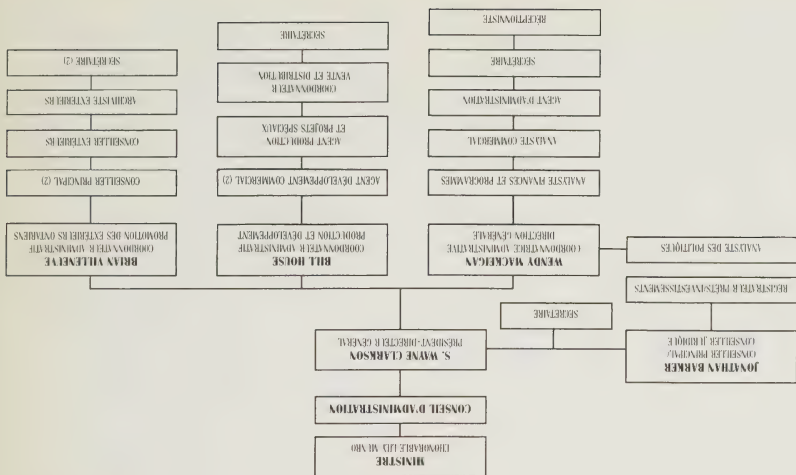 MINISTRE
L'HONORABLE LILY MUNRO
CONSEIL D'ADMINISTRATION
S. WAYNE CLARKSON
PRÉSIDENT-DIRECTEUR GÉNÉRAL
JONATHAN BARKER
CONSEILLER PRINCIPAL/
CONSEILLER JURIDIQUE
SECRÉTAIRE
REGISTRATEUR-PRÊTS/INVESTISSEMENTS
ANALYSTE DES POLITIQUES
WENDY MACKEIGAN
COORDONNATRICE ADMINISTRATIVE
DIRECTION GÉNÉRALE
ANALYSTE FINANCES ET PROGRAMMES
ANALYSTE COMMERCIAL
AGENT D'ADMINISTRATION
SECRÉTAIRE
RÉCEPTIONNISTE
BILL HOUSE
COORDONNATEUR-ADMINISTRATIF
PRODUCTION ET DÉVELOPPEMENT
AGENT DÉVELOPPEMENT COMMERCIAL (2)
AGENT PRODUCTION
ET PROJETS SPÉCIAUX
COORDONNATEUR
VENTE ET DISTRIBUTION
SECRÉTAIRE
BRIAN VILLENEUVE
COORDONNATEUR-ADMINISTRATIF
PROMOTION DES EXTÉRIEURS ONTARIENS
CONSEILLER PRINCIPAL (2)
CONSEILLER EXTÉRIEURS
ARCHIVISTE EXTÉRIEURS
SECRÉTAIRE (2)